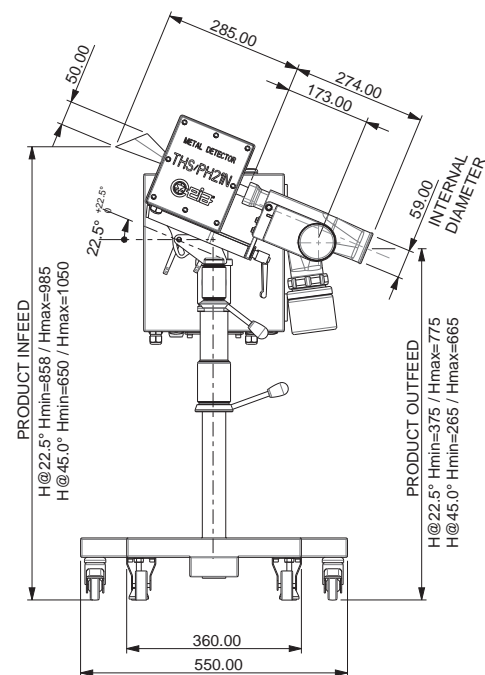 285.00
50.00
274.00
173.00
METAL DETECTOR
THS/PH21N
ceia
59.00
INTERNAL
DIAMETER
22.5° +22.5°
0
PRODUCT INFEED
H@22.5° Hmin=858 / Hmax=985
H@45.0° Hmin=650 / Hmax=1050
PRODUCT OUTFEED
H@22.5° Hmin=375 / Hmax=775
H@45.0° Hmin=265 / Hmax=665
360.00
550.00